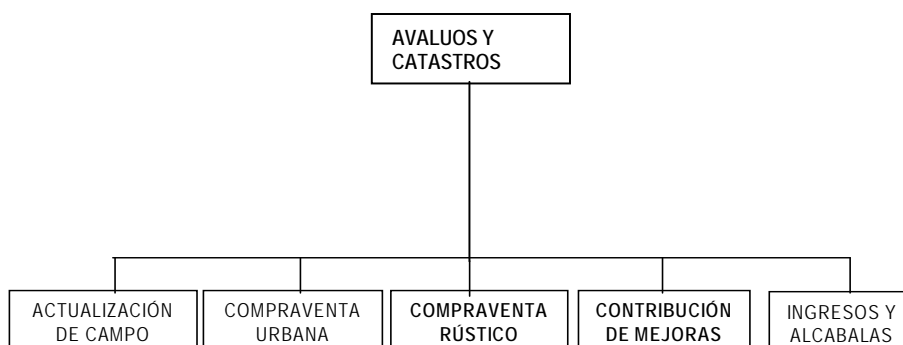 AVALUOS Y
CATASTROS
ACTUALIZACIÓN
DE CAMPO
COMPRAVENTA
URBANA
COMPRAVENTA
RÚSTICO
CONTRIBUCIÓN
DE MEJORAS
INGRESOS Y
ALCABALAS